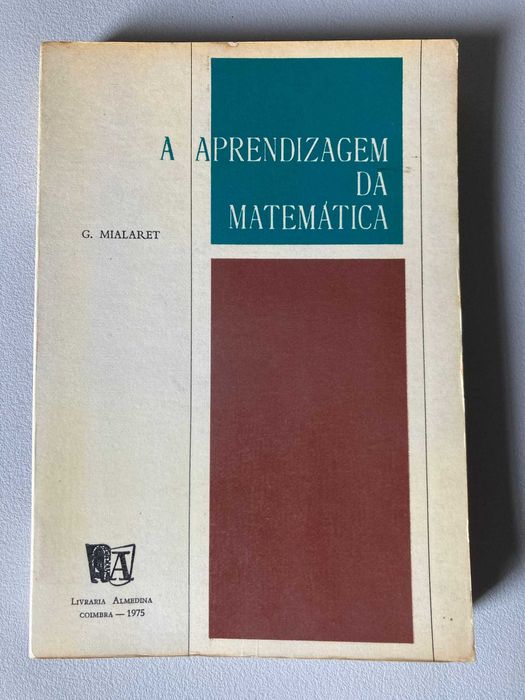 A APRENDIZAGEM
DA
MATEMÁTICA
G. MIALARET
A
LIVRARIA ALMEDINA
COIMBRA — 1975